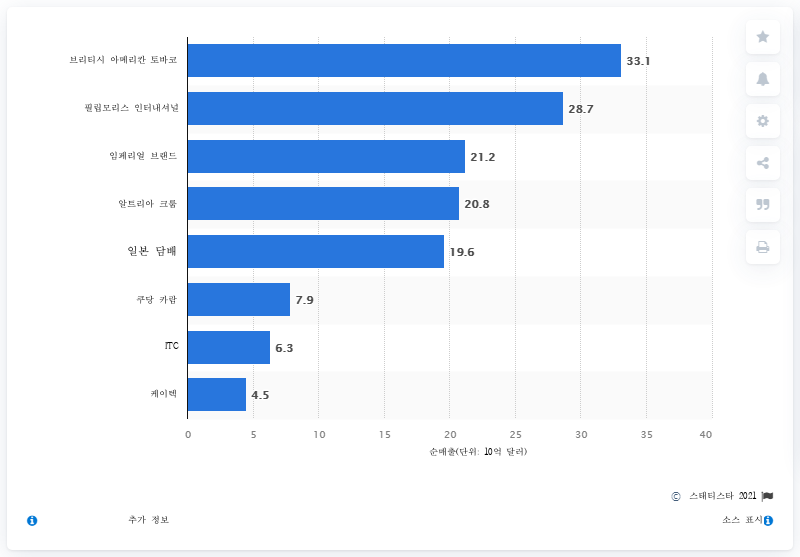 브리티시 아메리칸 토바코
33.1
필립모리스 인터내셔널
28.7
임페리얼 브랜드
21.2
알트리아 크룹
20.8
일본 담배
19.6
쿠당 카람
7.9
ITC
6.3
케이텍
4.5
0 5 10 15 20 25 30 35 40
순매출(단위: 10억 달러)
© 스태티스타 2021
추가 정보
소스 표시